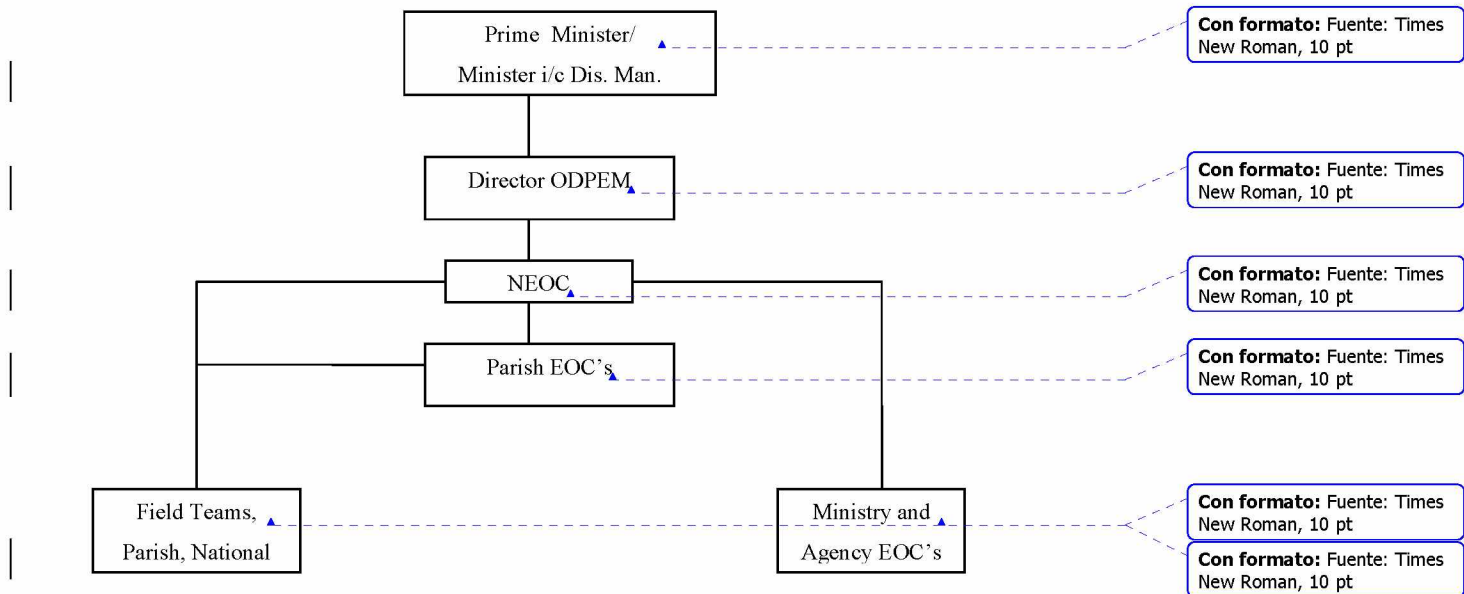 Prime Minister/
Minister i/c Dis. Man.
Con formato: Fuente: Times
New Roman, 10 pt
Director ODPEM
Con formato: Fuente: Times
New Roman, 10 pt
NEOC
Con formato: Fuente: Times
New Roman, 10 pt
Parish EOC’s
Con formato: Fuente: Times
New Roman, 10 pt
Field Teams,
Parish, National
Ministry and
Agency EOC’s
Con formato: Fuente: Times
New Roman, 10 pt
Con formato: Fuente: Times
New Roman, 10 pt